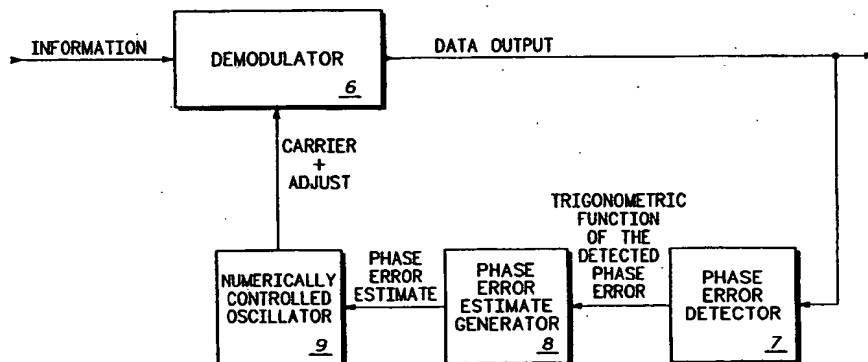 INFORMATION
DEMODULATOR
6
DATA OUTPUT
CARRIER
+
ADJUST
NUMERICALLY
CONTROLLED
OSCILLATOR
9
PHASE
ERROR
ESTIMATE
PHASE
ERROR
ESTIMATE
GENERATOR
8
TRIGONOMETRIC
FUNCTION
OF THE
DETECTED
PHASE
ERROR
PHASE
ERROR
DETECTOR
7